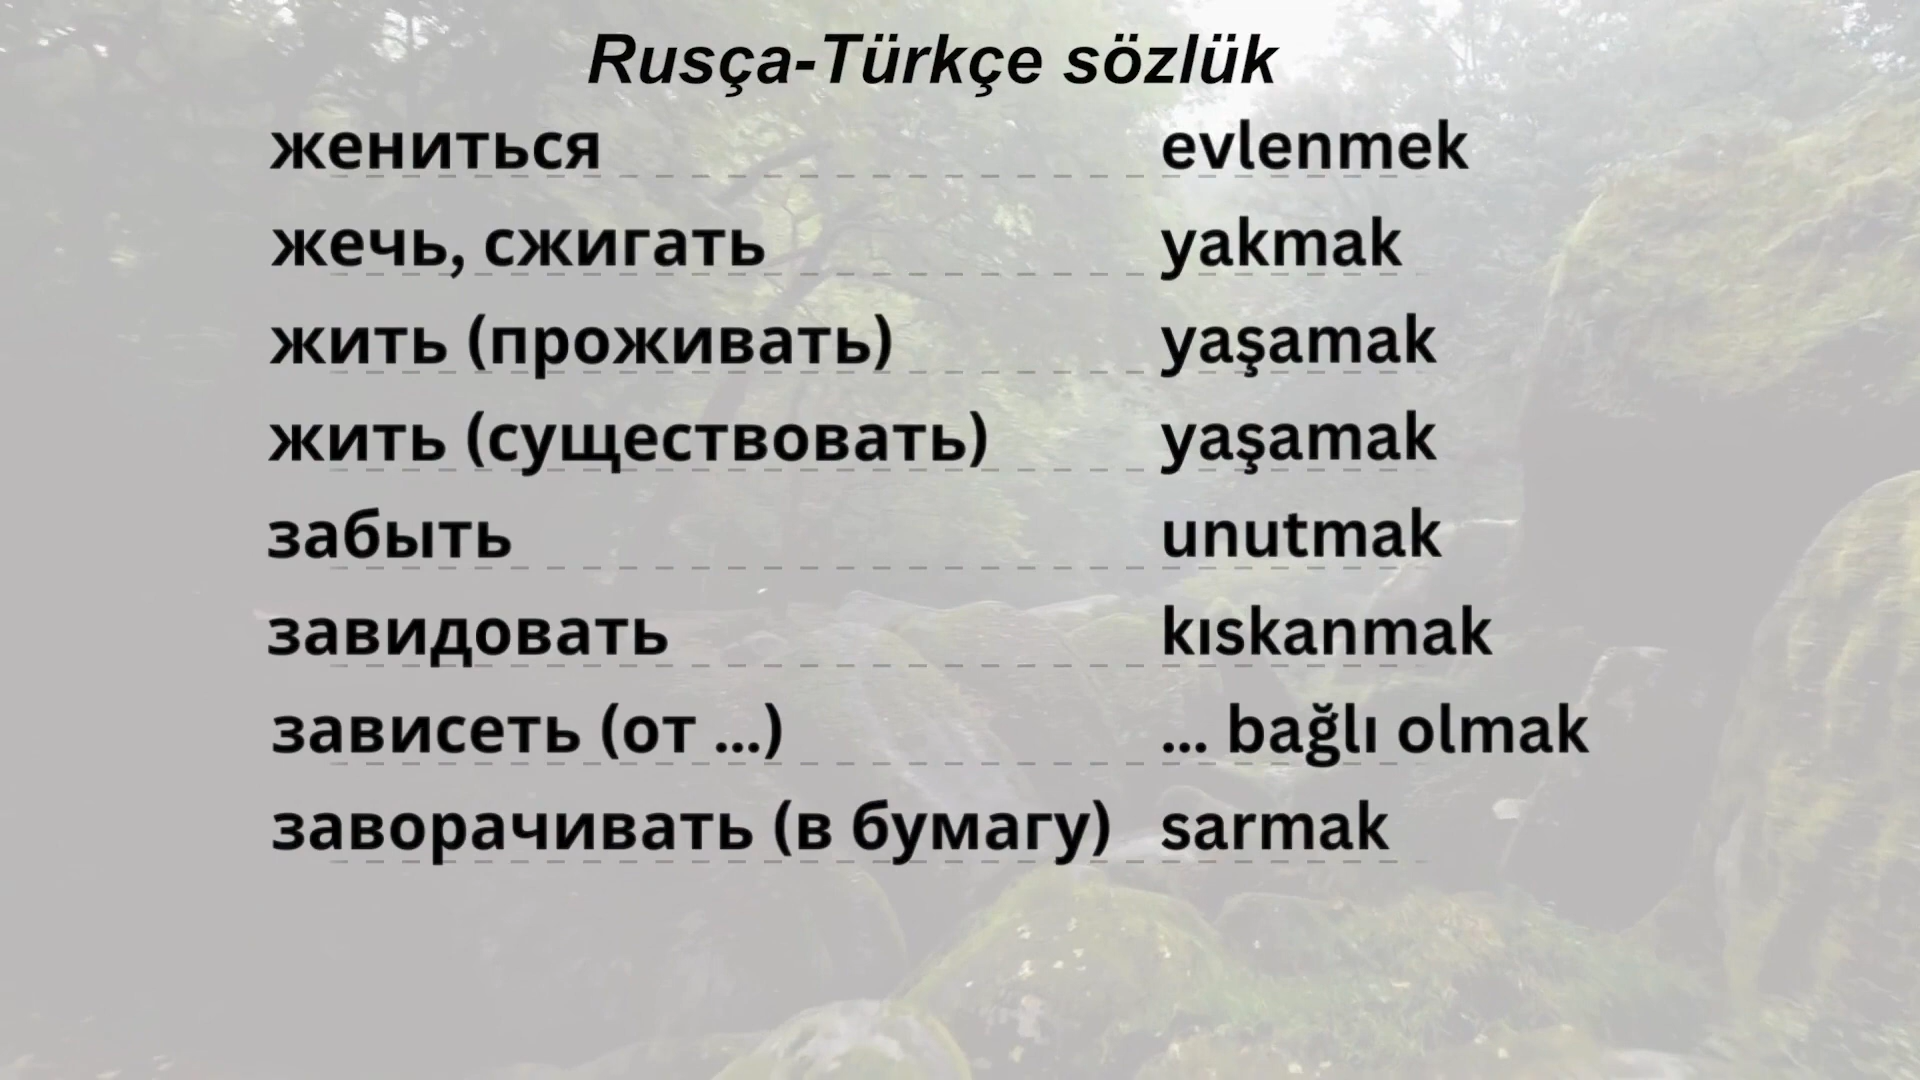 Rusça-Türkçe sözlük
жениться evlenmek
жечь, сжигать yakmak
жить (проживать) yaşamak
жить (существовать) yaşamak
забыть unutmak
завидовать kıskanmak
зависеть (от ...) ... bağlı olmak
заворачивать (в бумагу) sarmak